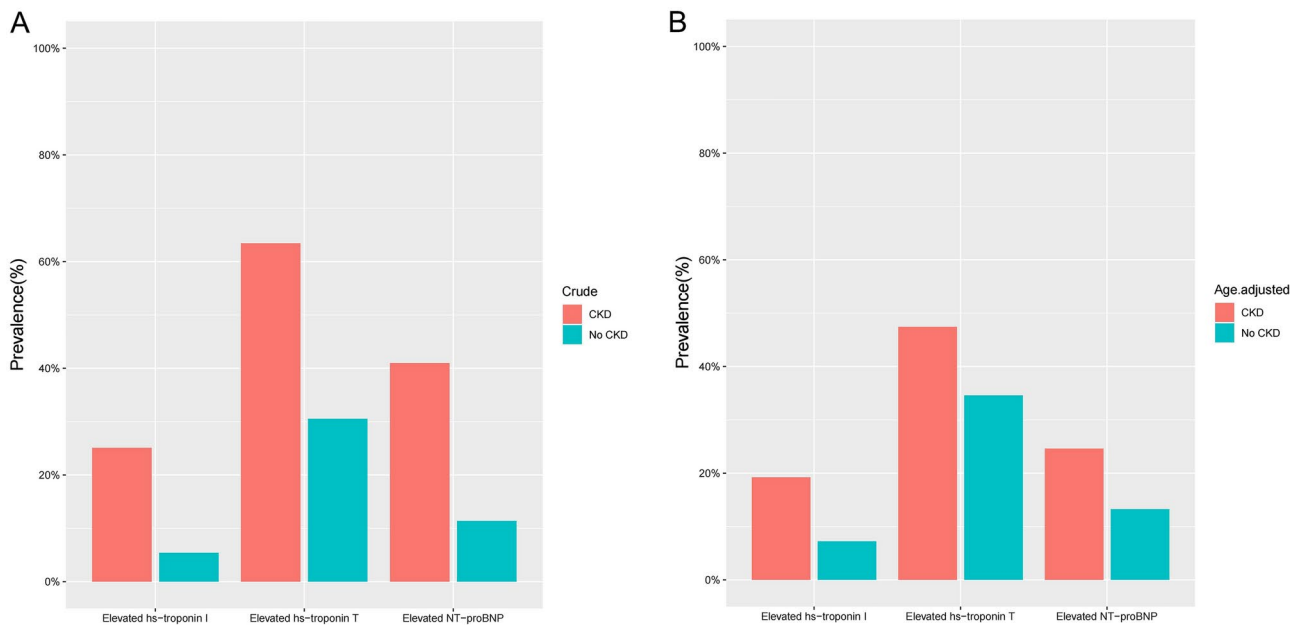 A
100%
80%
60%
40%
20%
0%
Prevalence(%)
Elevated hs−troponin I
Elevated hs−troponin T
Elevated NT−proBNP
Crude
CKD
No CKD
B
100%
80%
60%
40%
20%
0%
Prevalence(%)
Elevated hs−troponin I
Elevated hs−troponin T
Elevated NT−proBNP
Age.adjusted
CKD
No CKD